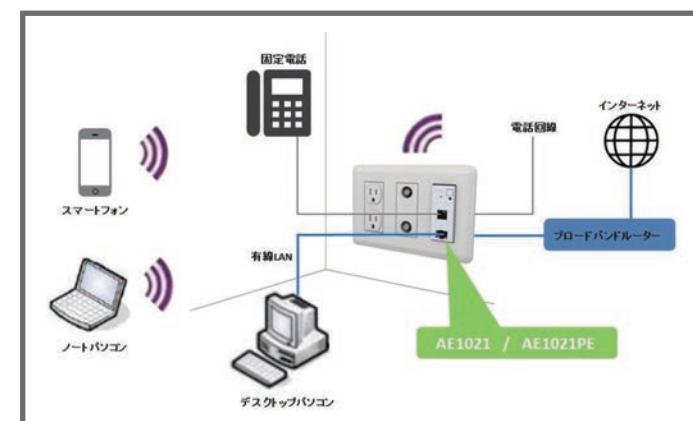 固定電話
インターネット
電話回線
スマートフォン
ブロードバンドルーター
有線LAN
AE1021 / AE1021PE
ノートパソコン
デスクトップパソコン